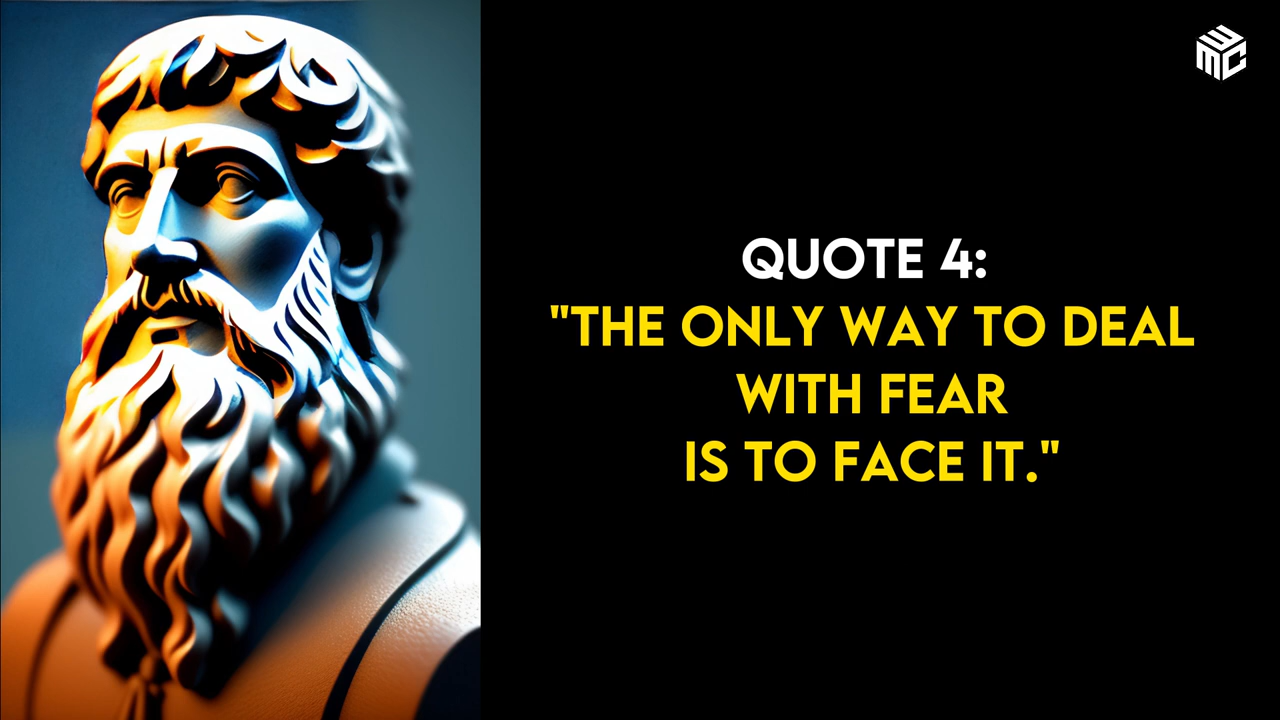 QUOTE 4:
"THE ONLY WAY TO DEAL
WITH FEAR
IS TO FACE IT."